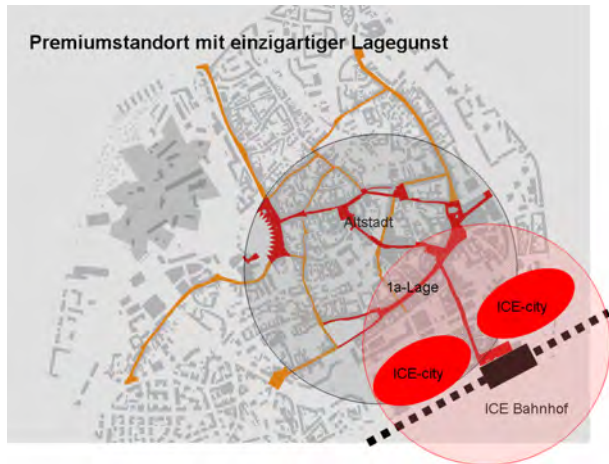 Premiumstandort mit einzigartiger Lagegunst
Altstadt
1a-Lage
ICE-city
ICE-city
ICE Bahnhof